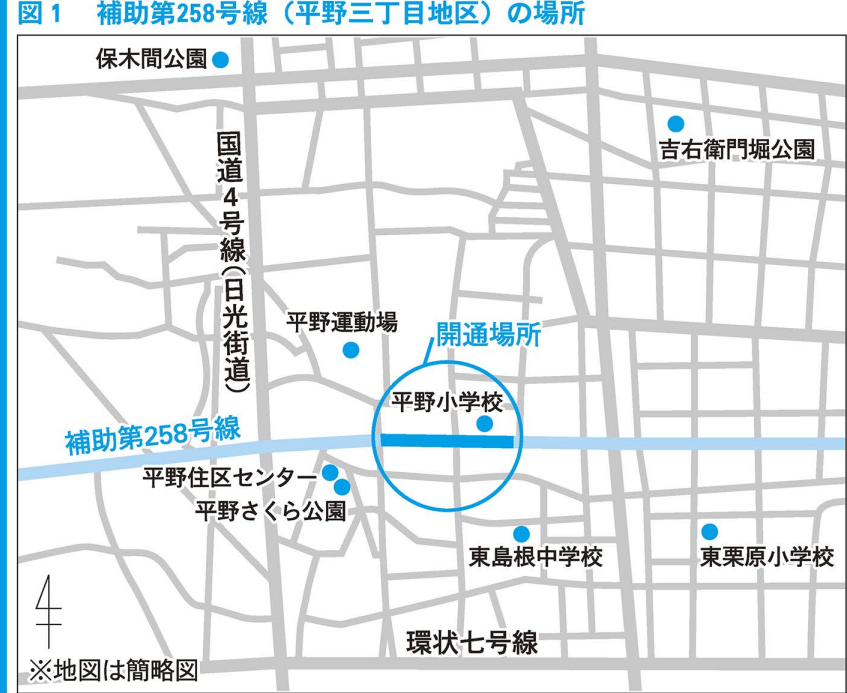 図1 補助第258号線（平野三丁目地区）の場所
保木間公園
吉右衛門堀公園
国道4号線（日光街道）
平野運動場
開通場所
平野小学校
補助第258号線
平野住区センター
平野さくら公園
東島根中学校
東栗原小学校
環状七号線
※地図は簡略図